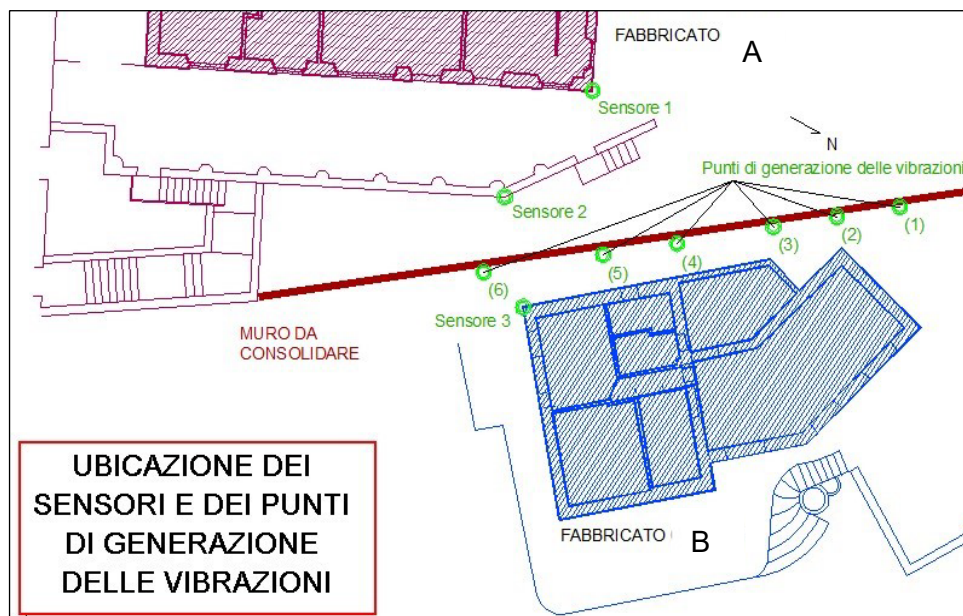 FABBRICATO A
Sensore 1
N
Punti di generazione delle vibrazioni
Sensore 2
(1)
(2)
(3)
(4)
(5)
(6)
Sensore 3
MURO DA
CONSOLIDARE
UBICAZIONE DEI
SENSORI E DEI PUNTI
DI GENERAZIONE
DELLE VIBRAZIONI
FABBRICATO B